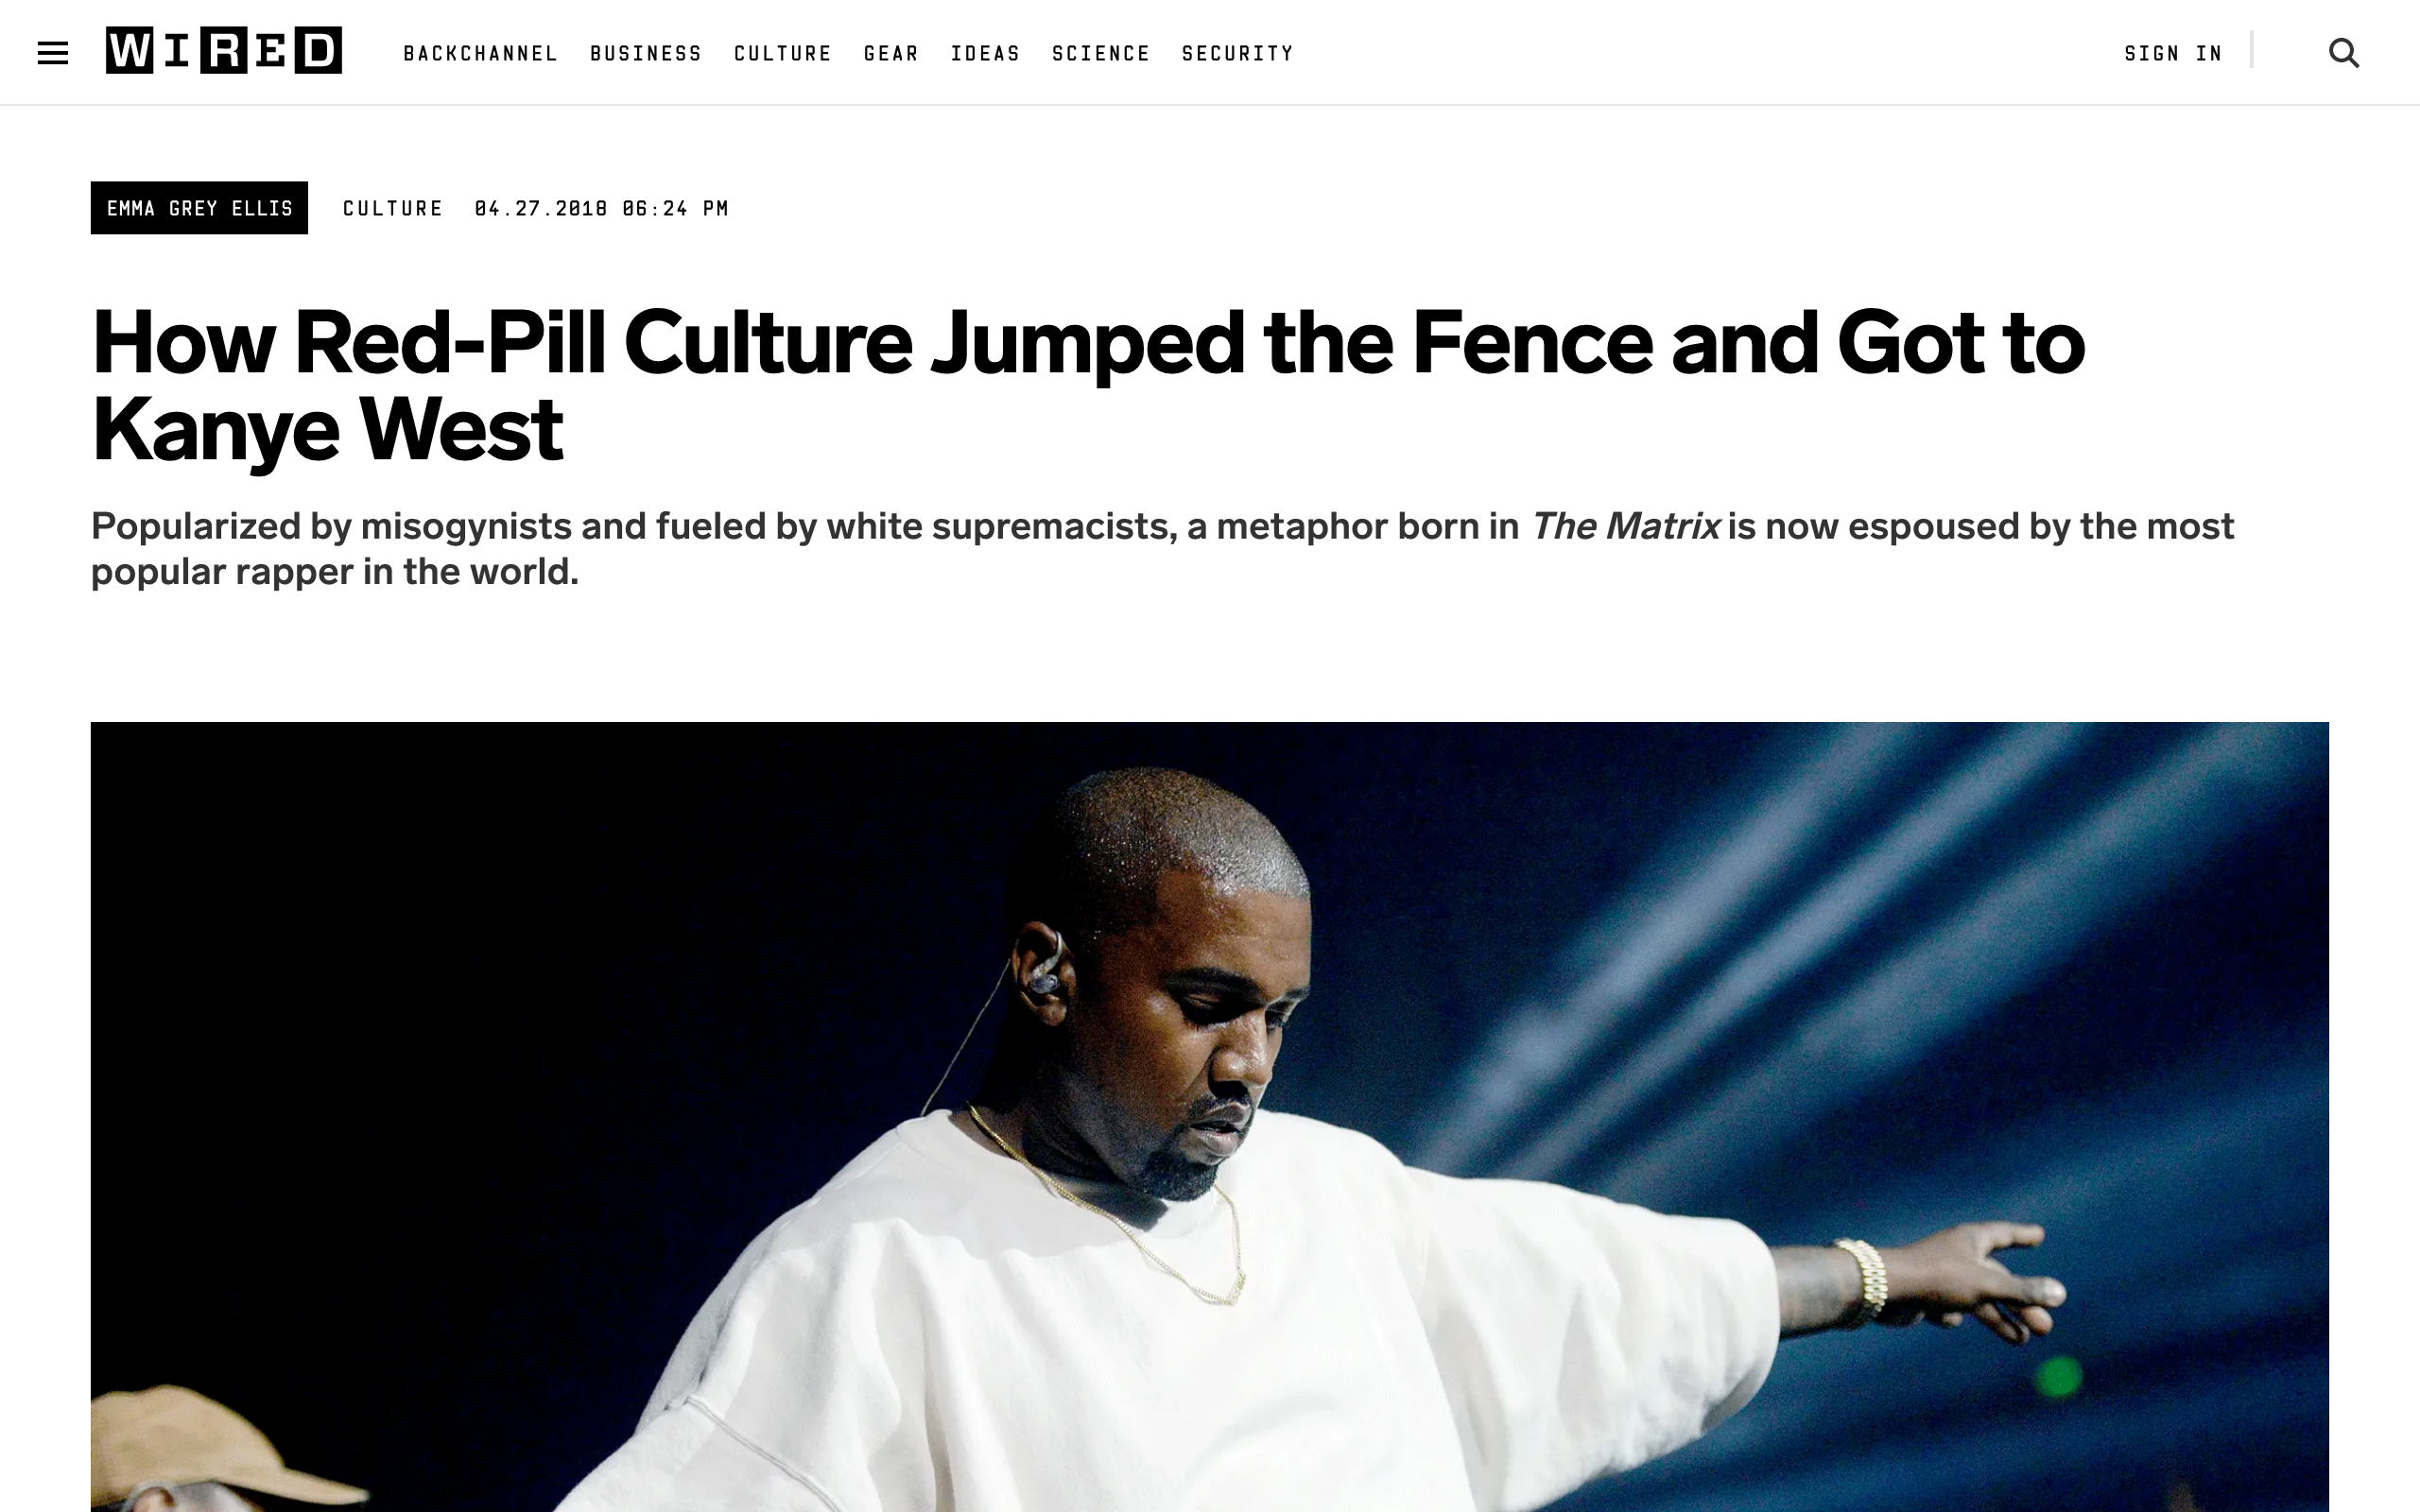 WIRED
BACKCHANNEL BUSINESS CULTURE GEAR IDEAS SCIENCE SECURITY
SIGN IN
EMMA GREY ELLIS CULTURE 04.27.2018 06:24 PM
How Red-Pill Culture Jumped the Fence and Got to
Kanye West
Popularized by misogynists and fueled by white supremacists, a metaphor born in The Matrix is now espoused by the most
popular rapper in the world.